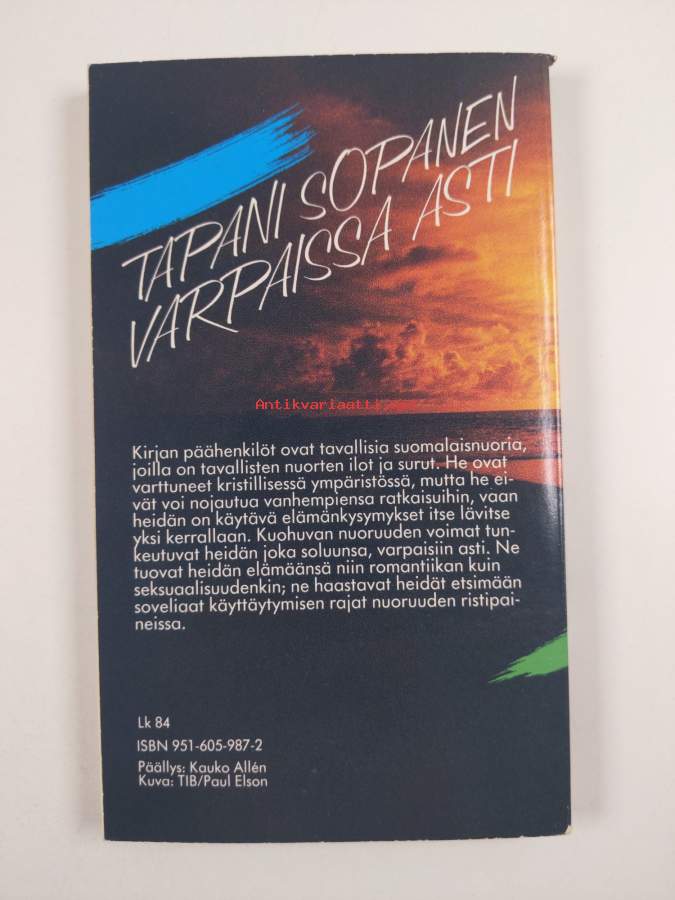 TAPANI SOPANEN
VARPAISSA ASTI
Antikvariaatti.
Kirjan päähenkilöt ovat tavallisia suomalaisnuoria,
joilla on tavallisten nuorten ilot ja surut. He ovat
varttuneet kristillisessä ympäristössä, mutta he ei-
vät voi nojautua vanhempiensa ratkaisuihin, vaan
heidän on käytävä elämänkysymykset itse lävitse
yksi kerrallaan. Kuohuvan nuoruuden voimat tun-
keutuvat heidän joka soluunsa, varpaisiin asti. Ne
tuovat heidän elämäänsä niin romantiikan kuin
seksuaalisuudenkin; ne haastavat heidät etsimään
soveliaat käyttäytymisen rajat nuoruuden ristipai-
neissa.
Lk 84
ISBN 951-605-987-2
Päällys: Kauko Allén
Kuva: TIB/Paul Elson